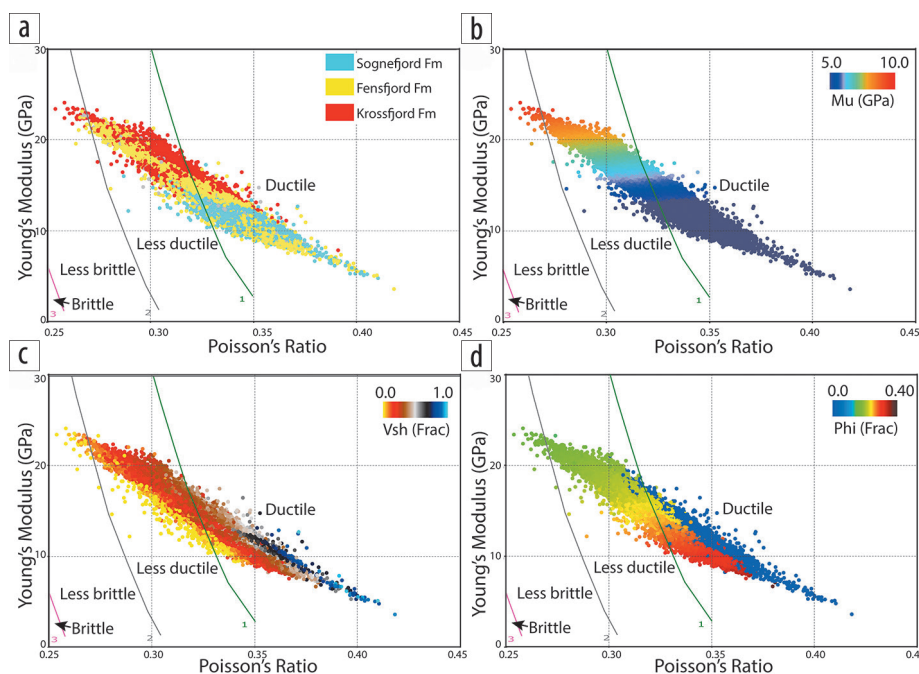 a
30
20
10
0
Young's Modulus (GPa)
Sognefjord Fm
Fensfjord Fm
Krossfjord Fm
Ductile
Less ductile
Less brittle
Brittle
3
2
1
0.25
0.30
0.35
0.40
0.45
Poisson's Ratio
b
30
20
10
0
Young's Modulus (GPa)
5.0 10.0
Mu (GPa)
Ductile
Less ductile
Less brittle
Brittle
3
2
1
0.25
0.30
0.35
0.40
0.45
Poisson's Ratio
c
30
20
10
0
Young's Modulus (GPa)
0.0 1.0
Vsh (Frac)
Ductile
Less ductile
Less brittle
Brittle
3
2
1
0.25
0.30
0.35
0.40
0.45
Poisson's Ratio
d
30
20
10
0
Young's Modulus (GPa)
0.0 0.40
Phi (Frac)
Ductile
Less ductile
Less brittle
Brittle
3
2
1
0.25
0.30
0.35
0.40
Poisson's Ratio